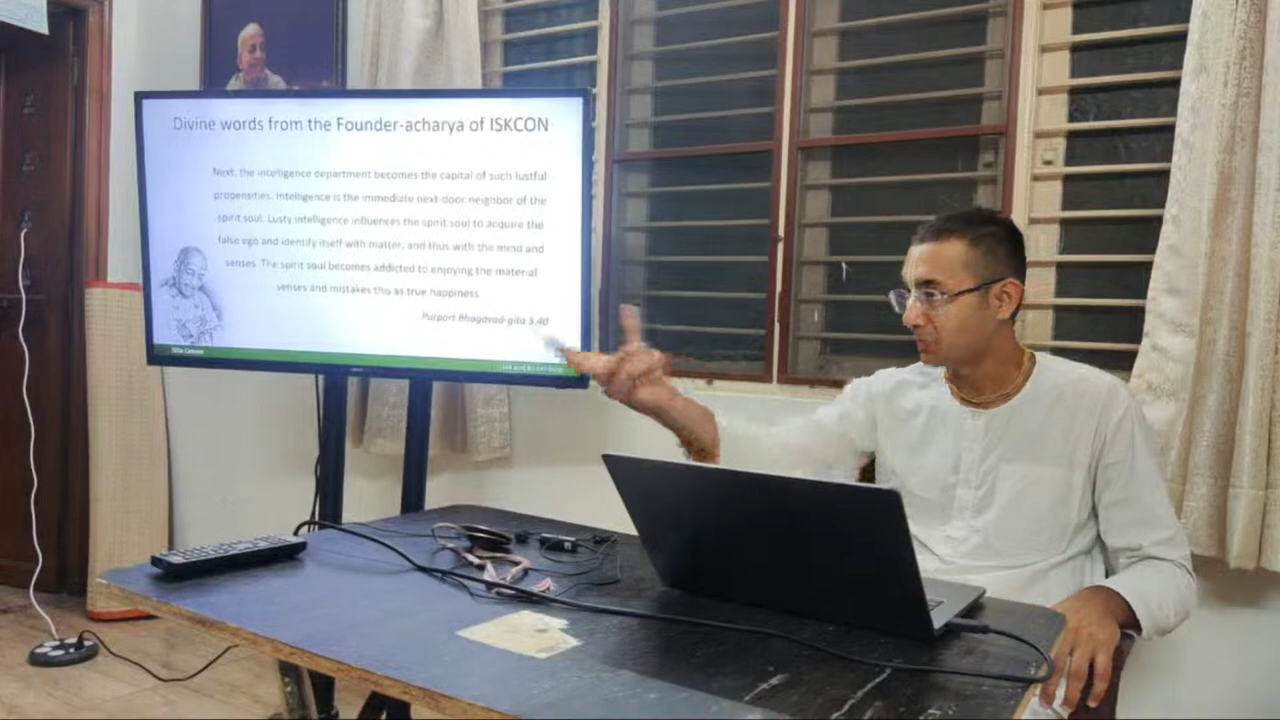 Divine words from the Founder-acharya of ISKCON
Next, the intelligence department becomes the capital of such lustful
propensities. Intelligence is the immediate next-door neighbor of the
spirit soul. Lusty intelligence influences the spirit soul to acquire the
false ego and identify itself with matter, and thus with the mind and
senses. The spirit soul becomes addicted to enjoying the material
senses and mistakes this as true happiness
Purport Bhagavad-gita 3.40